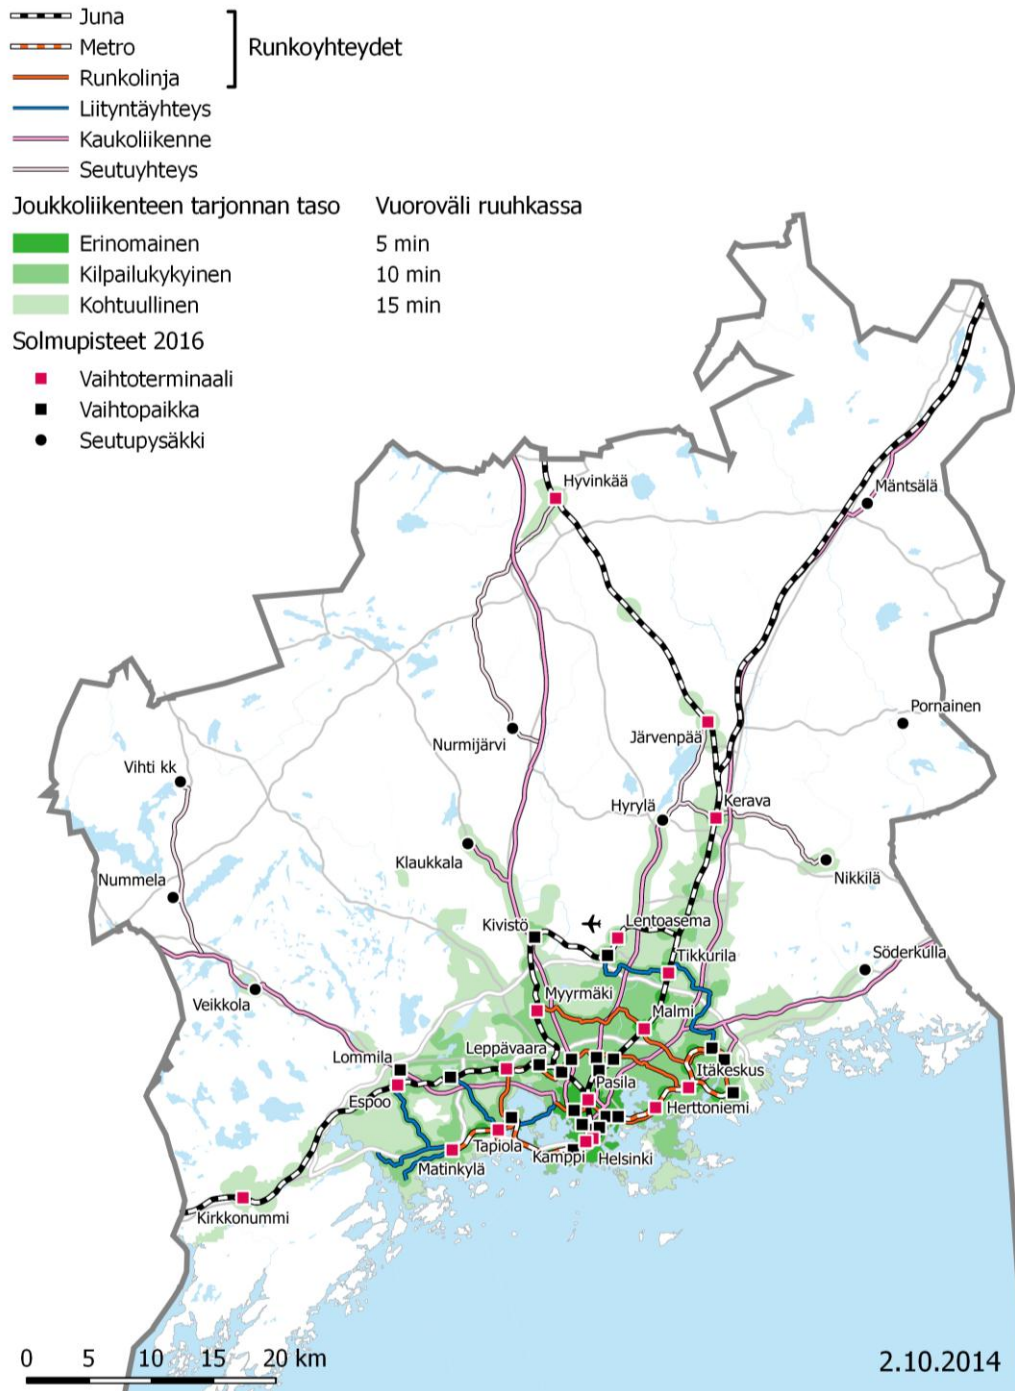 Juna
Metro
Runkolinja
Runkoyhteydet
Liityntäyhteys
Kaukoliikenne
Seutuyhteys
Joukkoliikenteen tarjonnan taso Vuoroväli ruuhkassa
Erinomainen 5 min
Kilpailukykyinen 10 min
Kohtuullinen 15 min
Solmupisteet 2016
Vaihtoterminaali
Vaihtopaikka
Seutupysäkki
Hyvinkää
Mäntsälä
Pornainen
Järvenpää
Nurmijärvi
Vihti kk
Hyrylä
Kerava
Klaukkala
Nikkilä
Nummela
Kivistö
Lentoasema
Tikkurila
Söderkulla
Veikkola
Myyrmäki
Malmi
Leppävaara
Lommila
Itäkeskus
Pasila
Espoo
Herttoniemi
Tapiola
Kamppi
Helsinki
Matinkylä
Kirkkonummi
0 5 10 15 20 km
2.10.2014